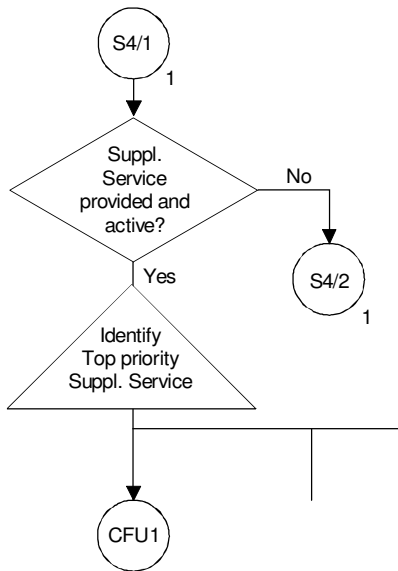 S4/1
1
Suppl.
Service
provided and
active?
No
S4/2
1
Yes
Identify
Top priority
Suppl. Service
CFU1